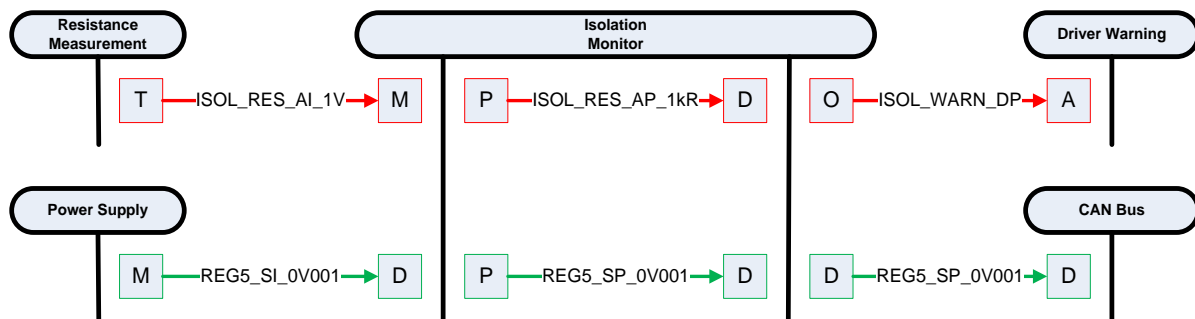 Resistance
Measurement
Isolation
Monitor
Driver Warning
T ISOL_RES_AI_1V M P ISOL_RES_AP_1kR D O ISOL_WARN_DP A
Power Supply
CAN Bus
M REG5_SI_0V001 D P REG5_SP_0V001 D D REG5_SP_0V001 D